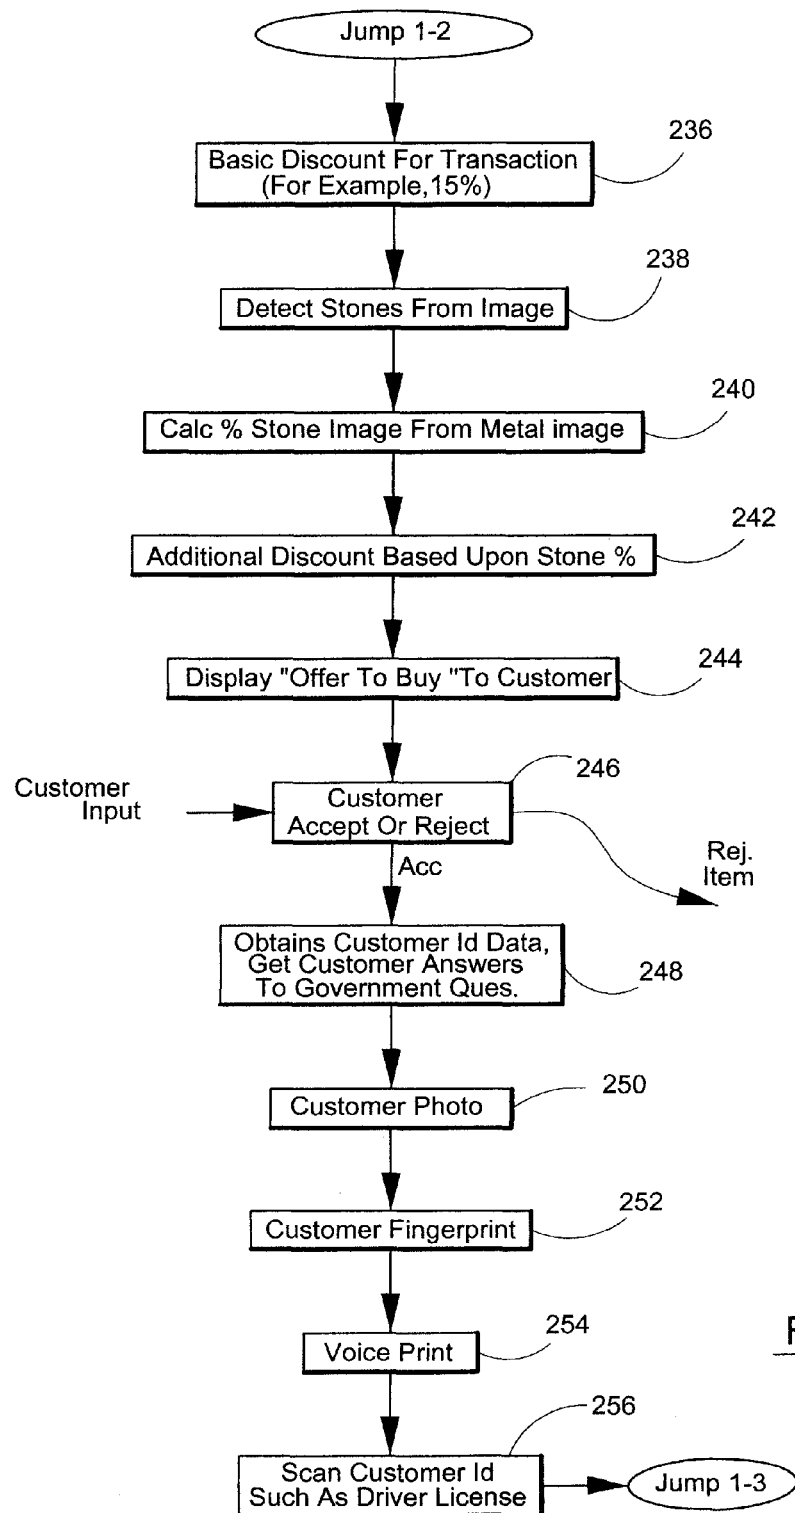 Jump 1-2
236
Basic Discount For Transaction
(For Example,15%)
238
Detect Stones From Image
240
Calc % Stone Image From Metal image
242
Additional Discount Based Upon Stone %
244
Display "Offer To Buy "To Customer
246
Customer
Input
Customer
Accept Or Reject
Acc
Rej.
Item
Obtains Customer Id Data,
Get Customer Answers
To Government Ques.
248
250
Customer Photo
252
Customer Fingerprint
254
Voice Print
256
Scan Customer Id
Such As Driver License
Jump 1-3